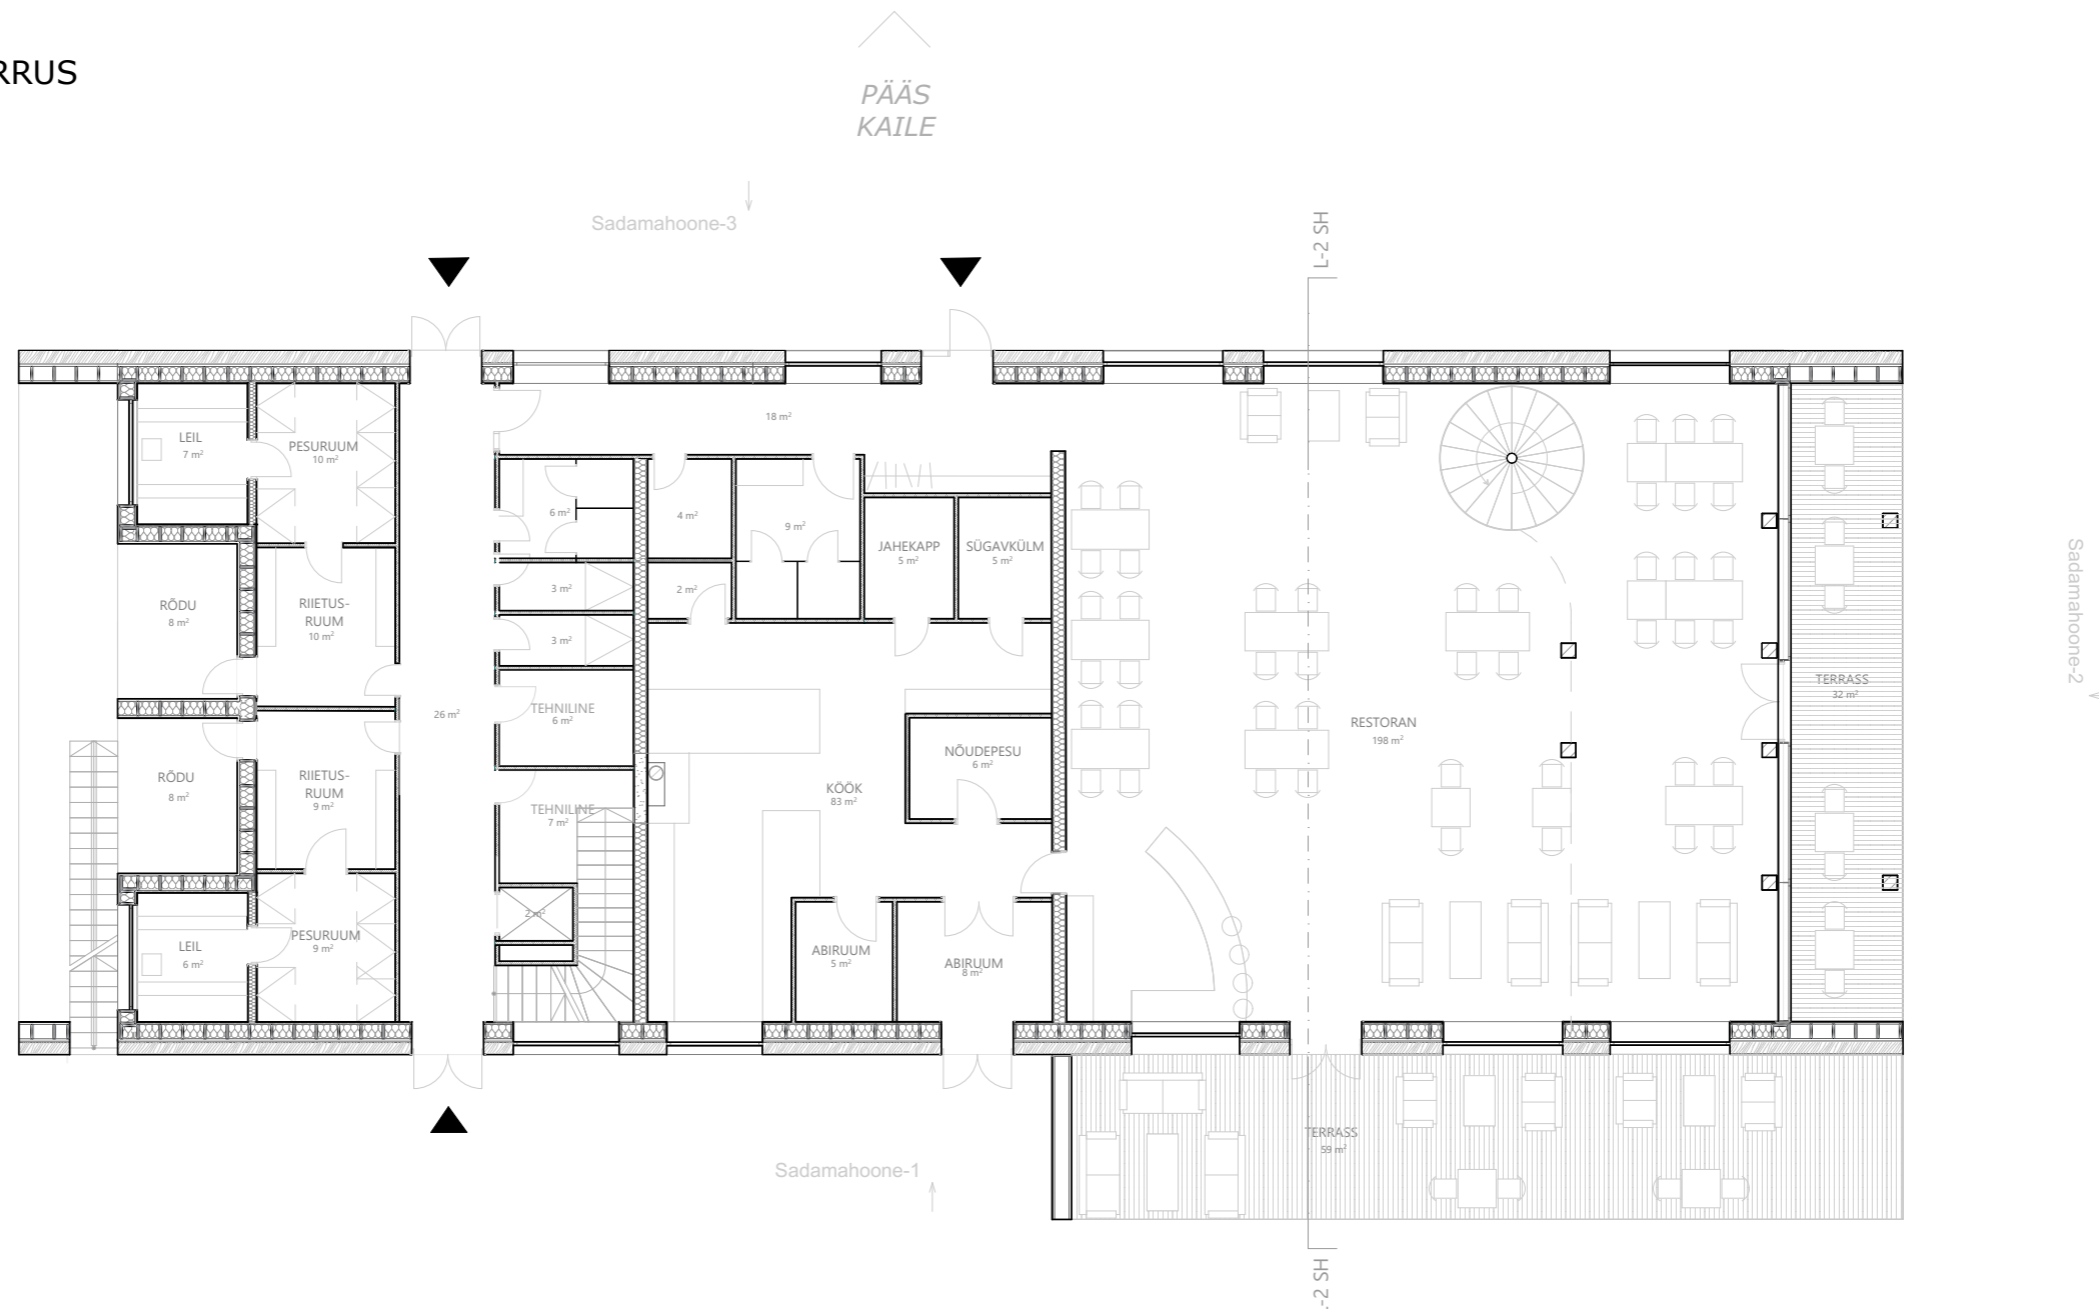 RRUS
PÄÄS
KAILE
Sadamahoone-3
L-2 SH
18 m²
LEIL
7 m²
PESURUUM
10 m²
6 m²
4 m²
9 m²
JAHEKAPP
5 m²
SÜGAVKÜLM
5 m²
3 m²
2 m²
RÕDU
8 m²
RIIETUS-
RUUM
10 m²
3 m²
Sadamahoone-2
TERRASS
32 m²
26 m²
TEHNILINE
6 m²
RESTORAN
198 m²
NÕUDEPESU
6 m²
RÕDU
8 m²
RIIETUS-
RUUM
9 m²
KÖÖK
83 m²
TEHNILINE
7 m²
2 m²
LEIL
6 m²
PESURUUM
9 m²
ABIRUUM
5 m²
ABIRUUM
8 m²
TERRASS
59 m²
Sadamahoone-1
-2 SH